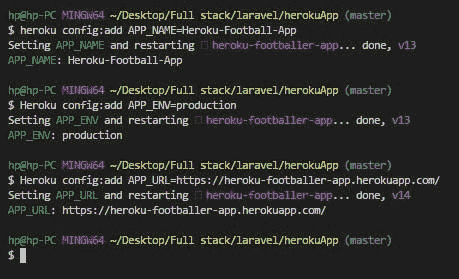 hp@hp-PC MINGW64 ~/Desktop/Full stack/laravel/herokuApp (master)
$ heroku config:add APP_NAME=Heroku-Football-App
Setting APP_NAME and restarting heroku-footballer-app... done, v13
APP_NAME: Heroku-Football-App
hp@hp-PC MINGW64 ~/Desktop/Full stack/laravel/herokuApp (master)
$ Heroku config:add APP_ENV=production
Setting APP_ENV and restarting heroku-footballer-app... done, v13
APP_ENV: production
hp@hp-PC MINGW64 ~/Desktop/Full stack/laravel/herokuApp (master)
$ Heroku config:add APP_URL=https://heroku-footballer-app.herokuapp.com/
Setting APP_URL and restarting heroku-footballer-app... done, v14
APP_URL: https://heroku-footballer-app.herokuapp.com/
hp@hp-PC MINGW64 ~/Desktop/Full stack/laravel/herokuApp (master)
$